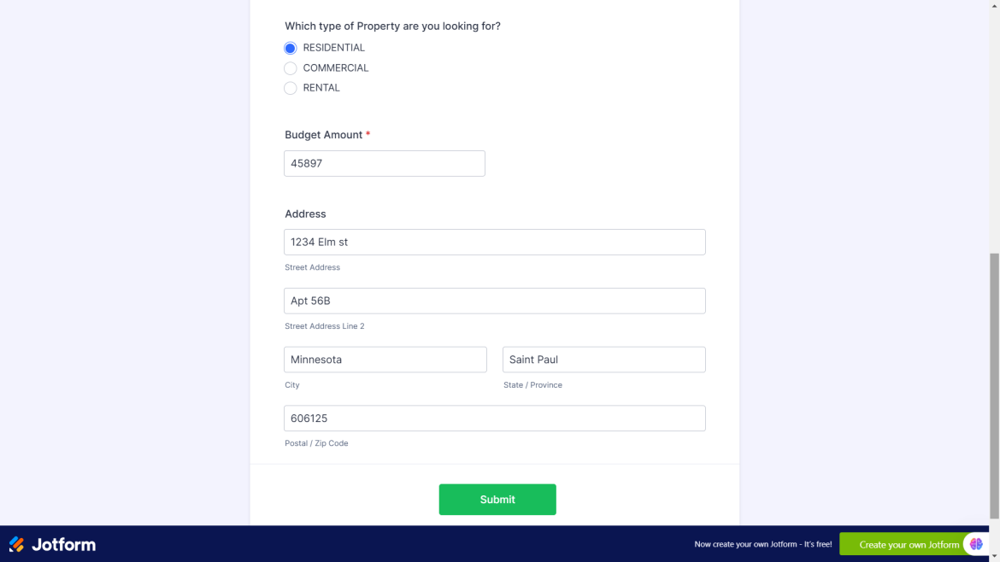 Which type of Property are you looking for?
RESIDENTIAL
COMMERCIAL
RENTAL
Budget Amount *
45897
Address
1234 Elm st
Street Address
Apt 56B
Street Address Line 2
Minnesota Saint Paul
City State / Province
606125
Postal / Zip Code
Submit
Jotform Now create your own Jotform - It's free! Create your own Jotform